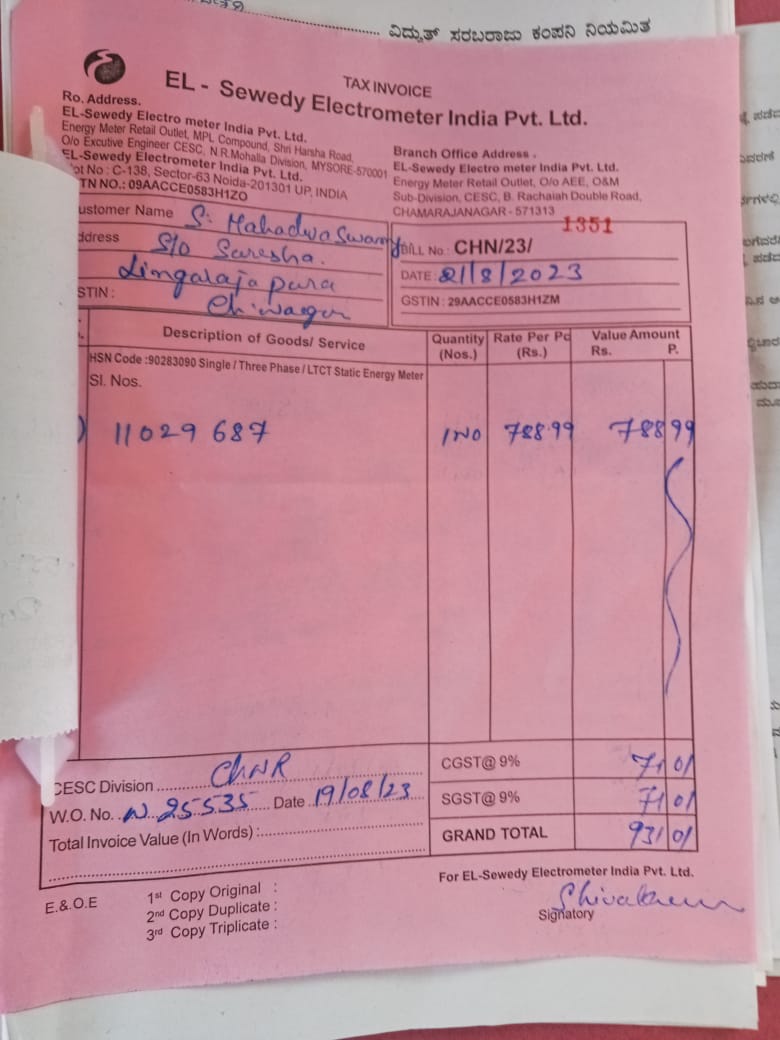 ವಿದ್ಯುತ್ ಸರಬರಾಜು ಕಂಪನಿ ನಿಯಮಿತ
TAX INVOICE
EL - Sewedy Electrometer India Pvt. Ltd.
Ro. Address.
EL-Sewedy Electro meter India Pvt. Ltd.
Energy Meter Retail Outlet, MPL Compound, Shri Harsha Road,
O/o Excutive Engineer CESC, N.R.Mohalla Division, MYSORE-570001
EL-Sewedy Electrometer India Pvt. Ltd.
lot No : C-138, Sector-63 Noida-201301 UP, INDIA
TN NO.: 09AACCE0583H1ZO
Branch Office Address .
EL-Sewedy Electro meter India Pvt. Ltd.
Energy Meter Retail Outlet, O/o AEE, O&M
Sub-Division, CESC, B. Rachaiah Double Road,
CHAMARAJANAGAR - 571313
ustomer Name S: Mahadwa Swamy
ddress S/o Suresha.
Lingarajapura
STIN :
1351
BILL No : CHN/23/
DATE : 21/8/2023
GSTIN : 29AACCE0583H1ZM
Description of Goods/ Service Quantity (Nos.) Rate Per Pc (Rs.) Value Amount Rs. P.
HSN Code :90283090 Single / Three Phase / LTCT Static Energy Meter
Sl. Nos.
) 11029687 1NO 788.99 788 99
CESC Division CHNR CGST@ 9% 71 01
W.O. No. N 25535 Date 19/08/23 SGST@ 9% 71 01
Total Invoice Value (In Words) : GRAND TOTAL 931 01
For EL-Sewedy Electrometer India Pvt. Ltd.
E.&.O.E
1st Copy Original :
2nd Copy Duplicate :
3rd Copy Triplicate :
Signatory